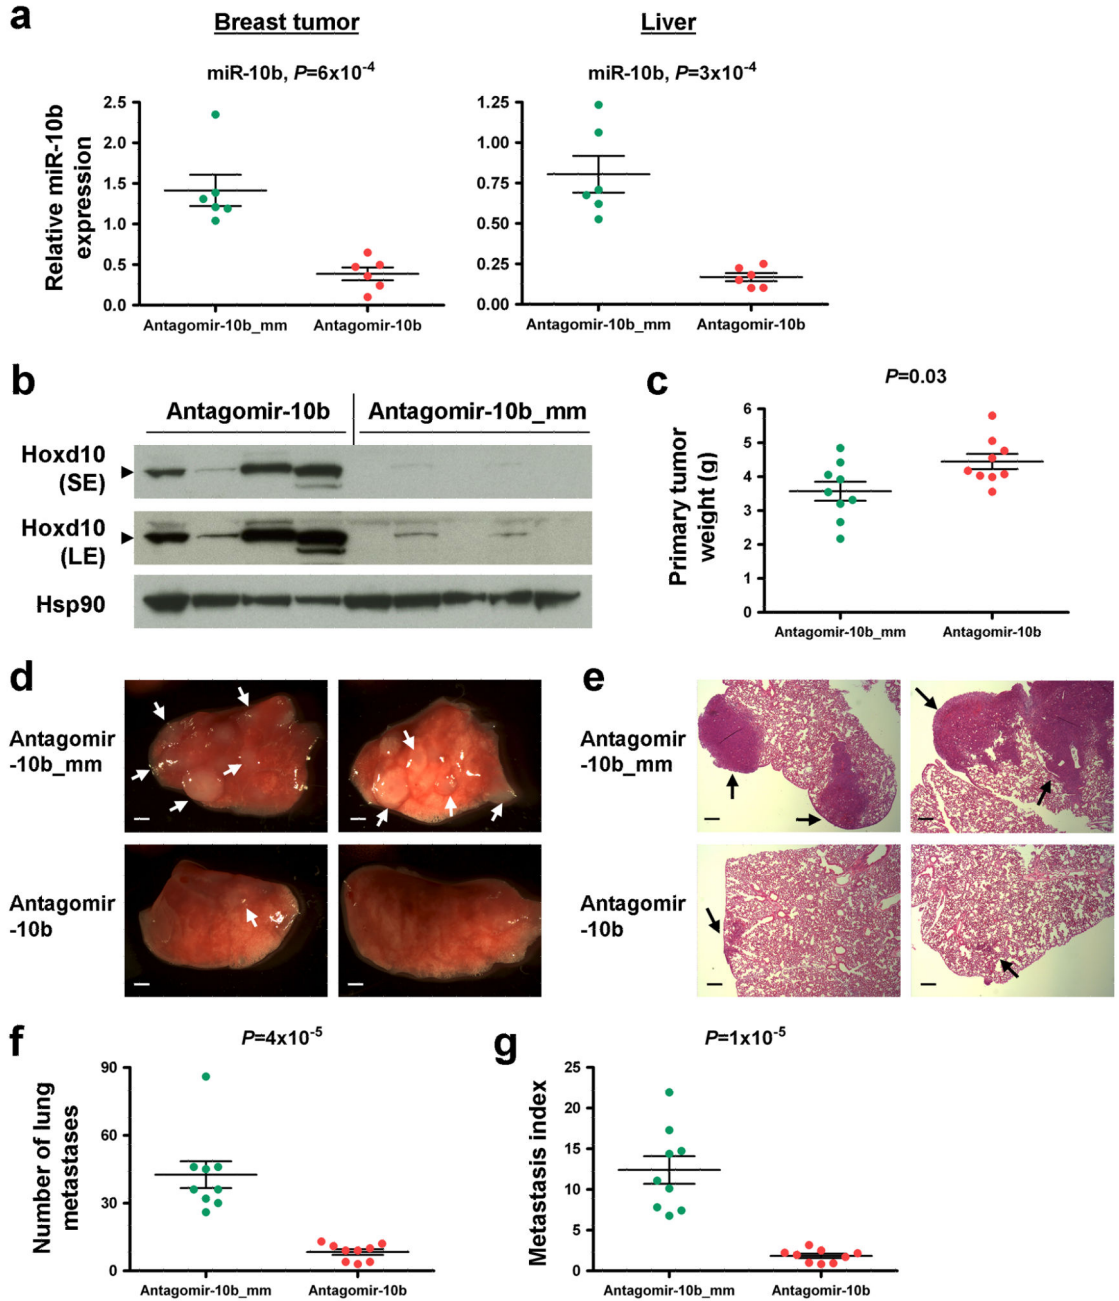 a
Breast tumor
Liver
miR-10b, P=6x10-4
miR-10b, P=3x10-4
Relative miR-10b
expression
2.5
2.0
1.5
1.0
0.5
0.0
Antagomir-10b_mm
Antagomir-10b
1.25
1.00
0.75
0.50
0.25
0.00
Antagomir-10b_mm
Antagomir-10b
b
Antagomir-10b
Antagomir-10b_mm
Hoxd10
(SE)
Hoxd10
(LE)
Hsp90
c
P=0.03
Primary tumor
weight (g)
6
5
4
3
2
1
0
Antagomir-10b_mm
Antagomir-10b
d
Antagomir
-10b_mm
Antagomir
-10b
e
Antagomir
-10b_mm
Antagomir
-10b
f
P=4x10-5
Number of lung
metastases
90
60
30
0
Antagomir-10b_mm
Antagomir-10b
g
P=1x10-5
Metastasis index
25
20
15
10
5
0
Antagomir-10b_mm
Antagomir-10b